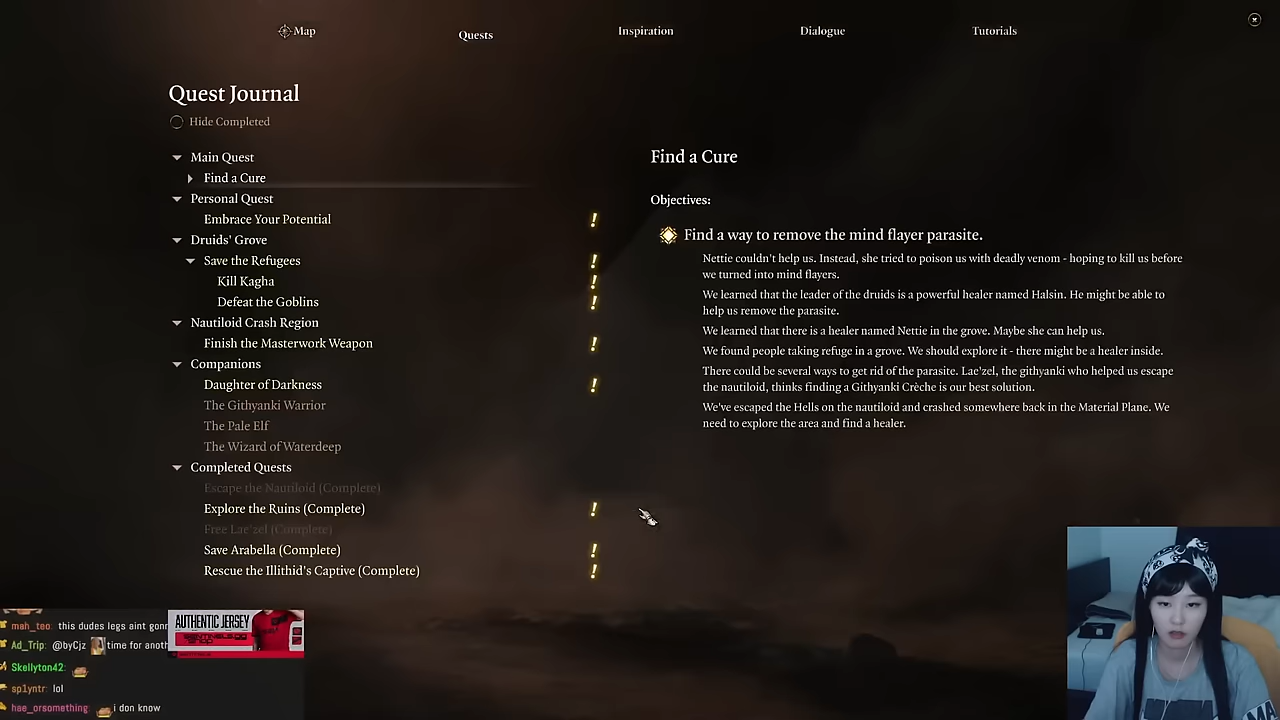 Map
Quests
Inspiration
Dialogue
Tutorials
Quest Journal
Hide Completed
Main Quest
Find a Cure
Personal Quest
Embrace Your Potential
Druids' Grove
Save the Refugees
Kill Kagha
Defeat the Goblins
Nautiloid Crash Region
Finish the Masterwork Weapon
Companions
Daughter of Darkness
The Githyanki Warrior
The Pale Elf
The Wizard of Waterdeep
Completed Quests
Escape the Nautiloid (Complete)
Explore the Ruins (Complete)
Free Lae'zel (Complete)
Save Arabella (Complete)
Rescue the Illithid's Captive (Complete)
Find a Cure
Objectives:
Find a way to remove the mind flayer parasite.
Nettie couldn't help us. Instead, she tried to poison us with deadly venom - hoping to kill us before
we turned into mind flayers.
We learned that the leader of the druids is a powerful healer named Halsin. He might be able to
help us remove the parasite.
We learned that there is a healer named Nettie in the grove. Maybe she can help us.
We found people taking refuge in a grove. We should explore it - there might be a healer inside.
There could be several ways to get rid of the parasite. Lae'zel, the githyanki who helped us escape
the nautiloid, thinks finding a Githyanki Crèche is our best solution.
We've escaped the Hells on the nautiloid and crashed somewhere back in the Material Plane. We
need to explore the area and find a healer.
mah_teo: this dudes legs aint gonr
Ad_Trip: @byCjz time for anoth
Skellyton42:
sp1yntr: lol
hae_orsomething: i don know
AUTHENTIC JERSEY